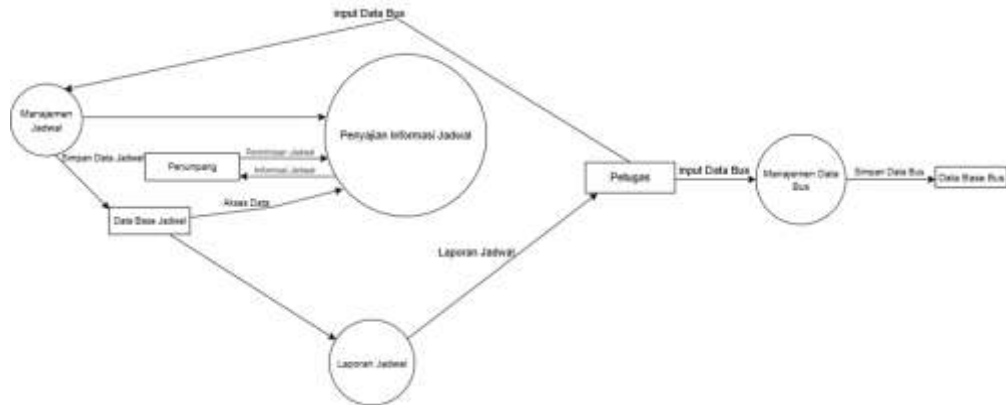 input Data Bus
Manajemen
Jadwal
Penyajian Informasi Jadwal
Simpan Data Jadwal
Penumpang
Permintaan Jadwal
Informasi Jadwal
Akses Data
Data Base Jadwal
Petugas
input Data Bus
Manajemen Data
Bus
Simpan Data Bus
Data Base Bus
Laporan Jadwal
Laporan Jadwal